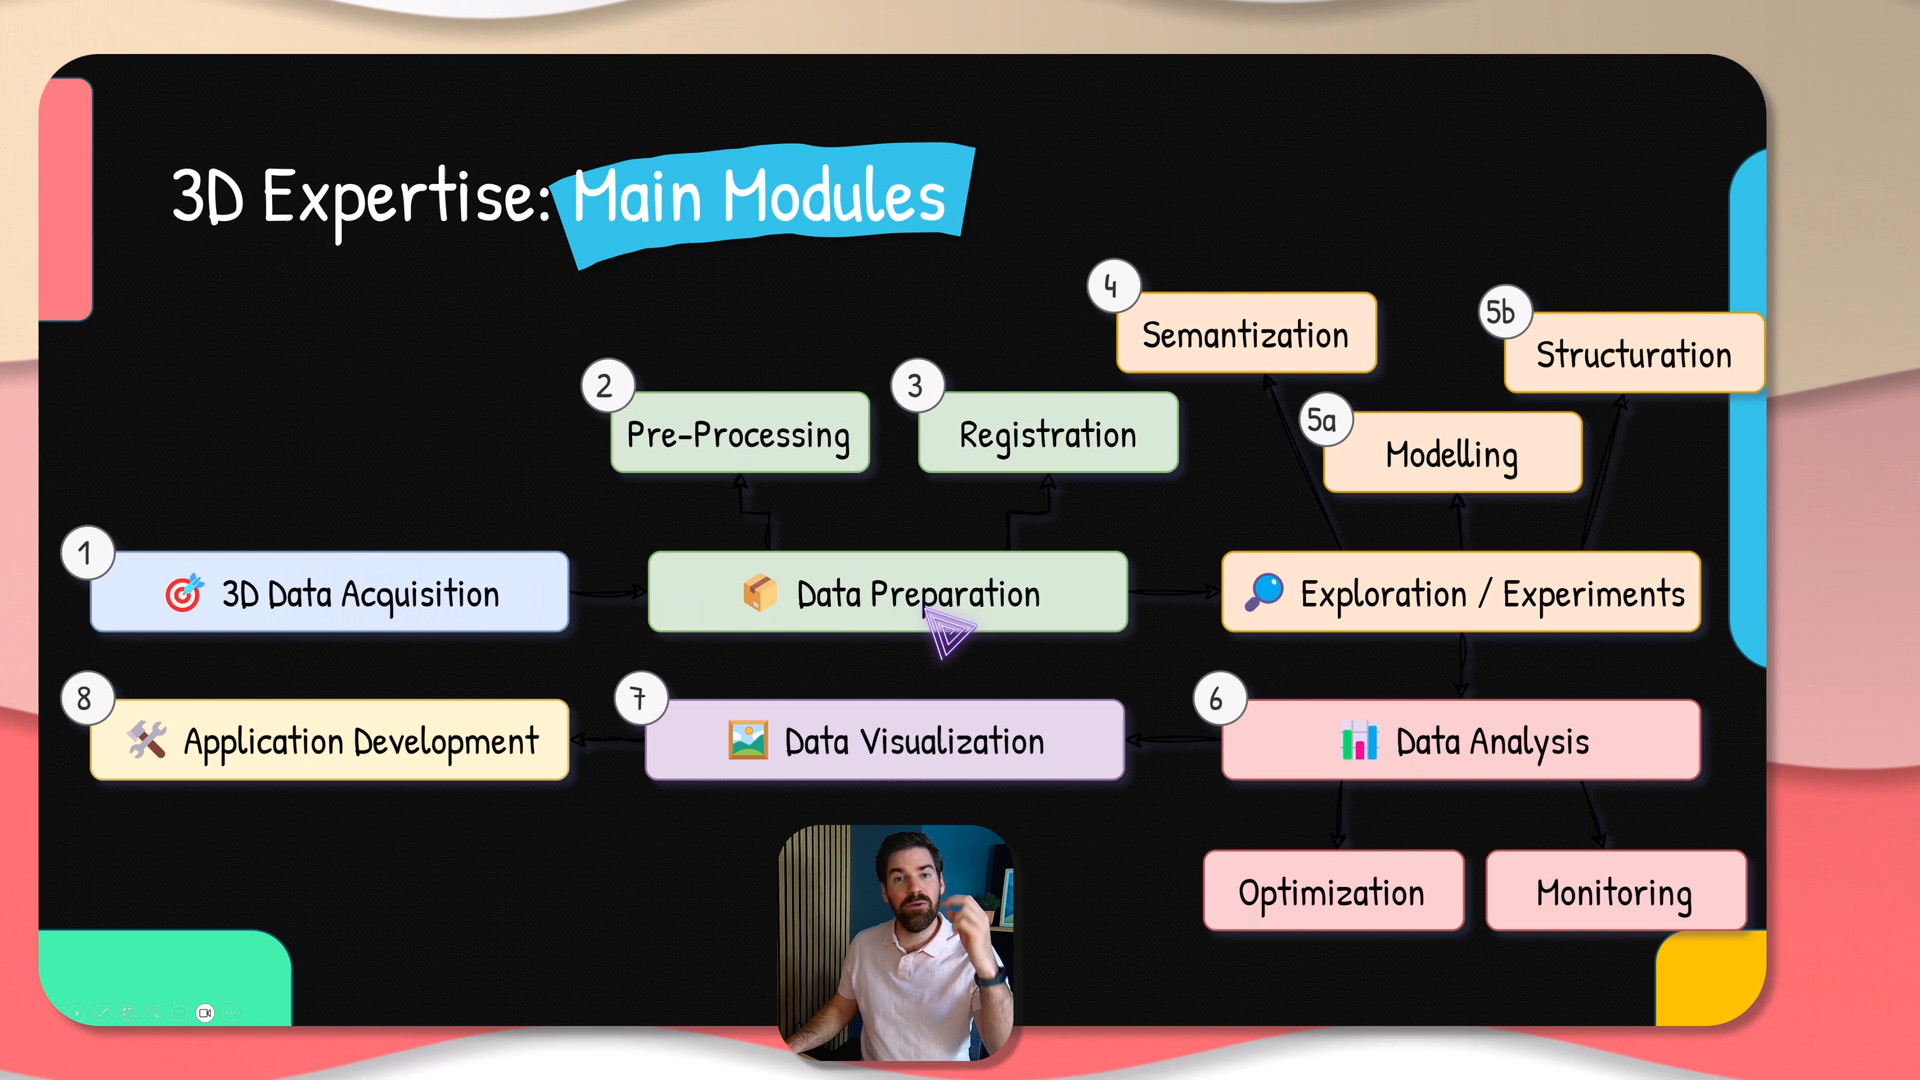 3D Expertise: Main Modules
4
Semantization
5b
Structuration
2
Pre-Processing
3
Registration
5a
Modelling
1
3D Data Acquisition
Data Preparation
Exploration / Experiments
8
Application Development
7
Data Visualization
6
Data Analysis
Optimization
Monitoring